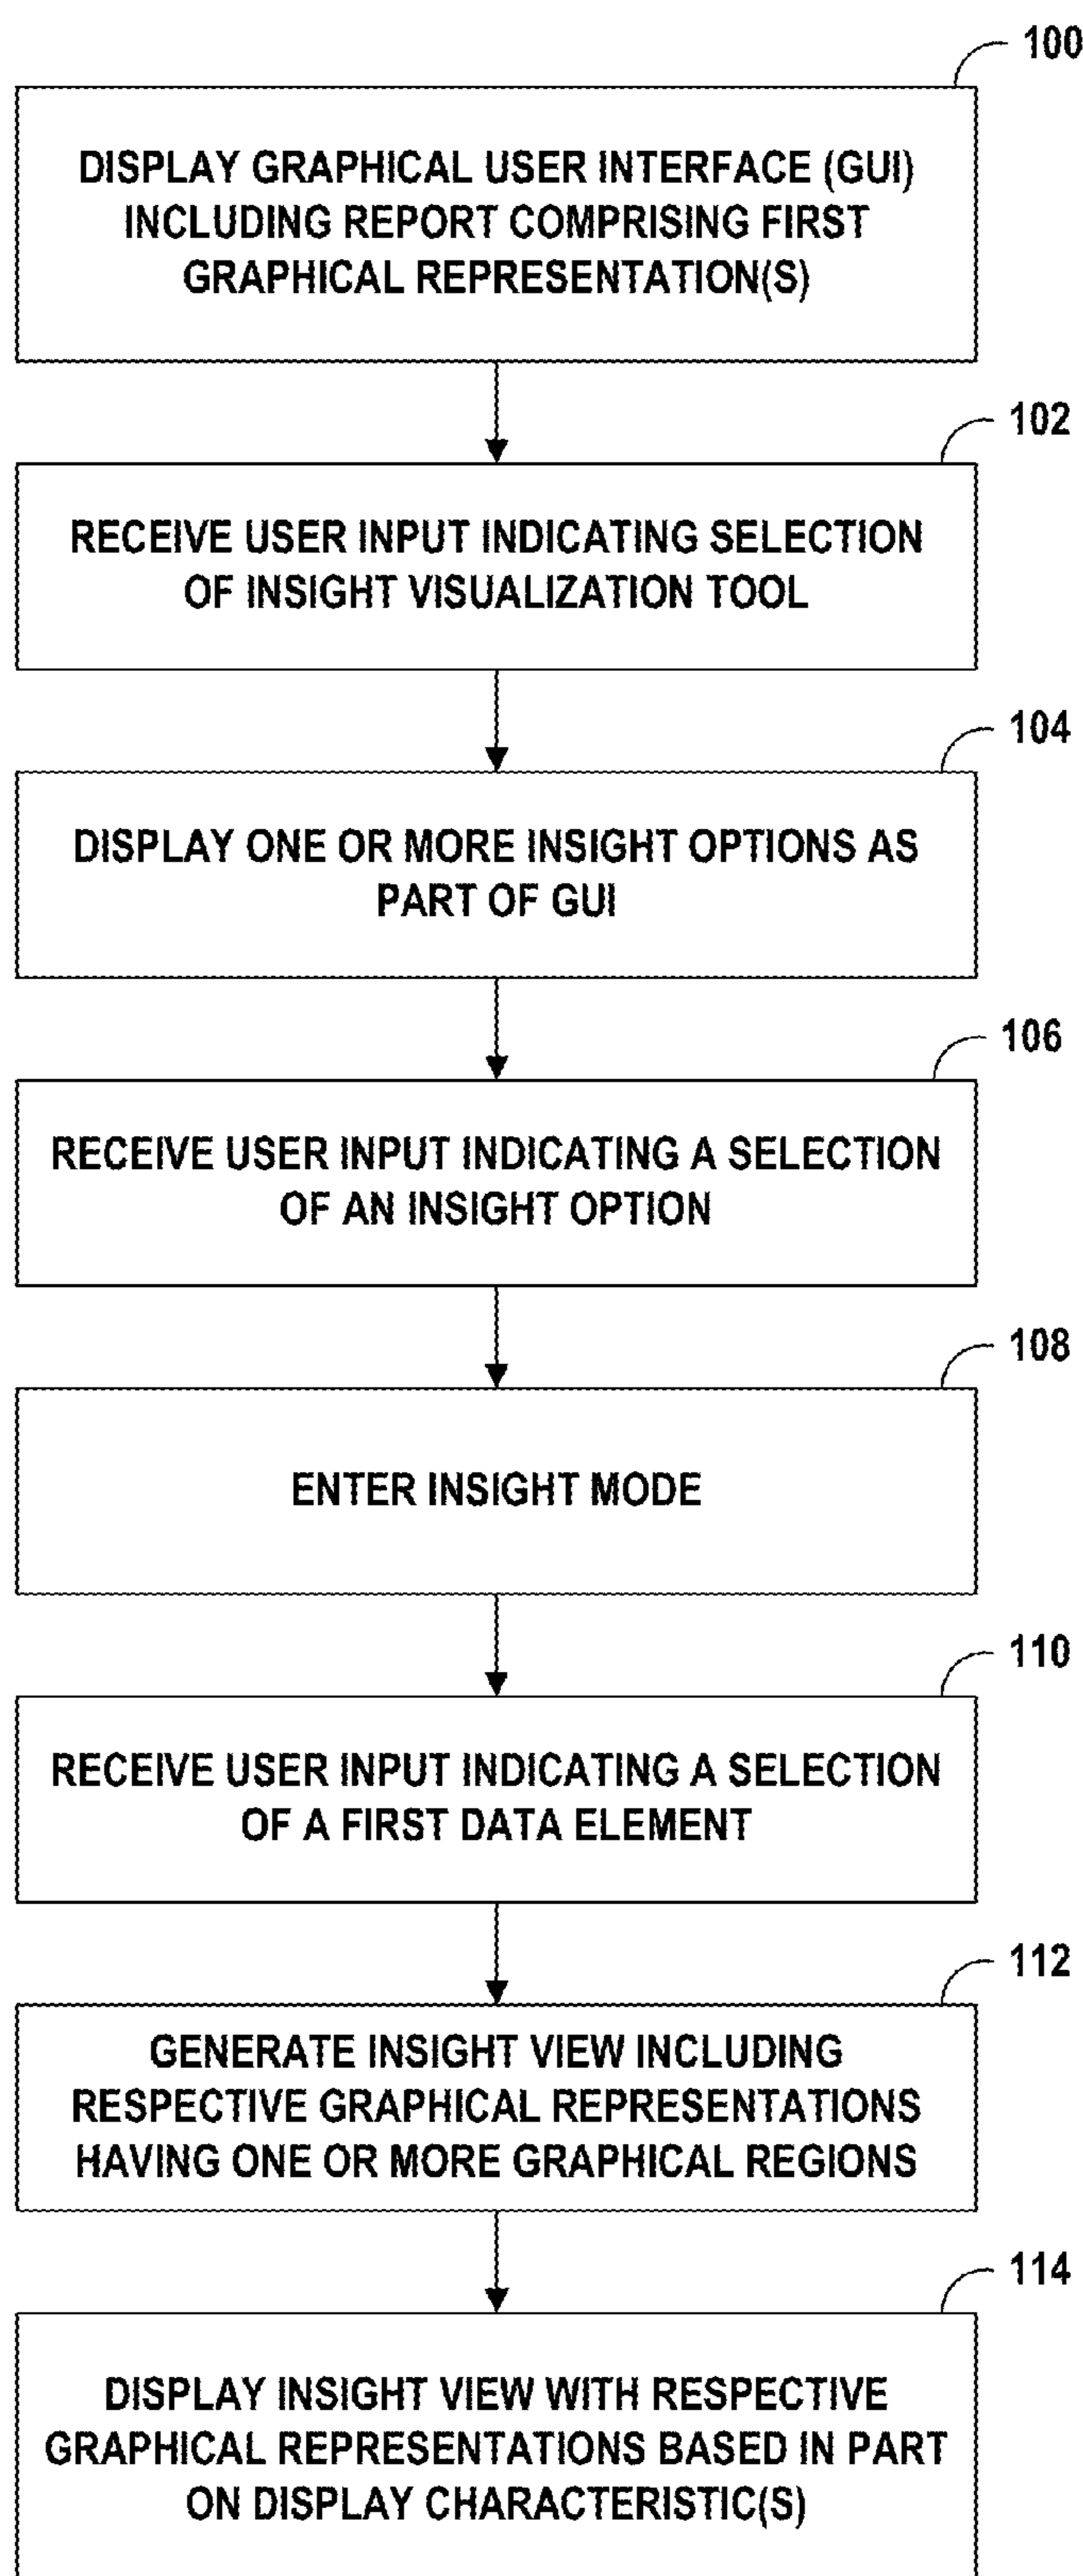 100
DISPLAY GRAPHICAL USER INTERFACE (GUI)
INCLUDING REPORT COMPRISING FIRST
GRAPHICAL REPRESENTATION(S)
102
RECEIVE USER INPUT INDICATING SELECTION
OF INSIGHT VISUALIZATION TOOL
104
DISPLAY ONE OR MORE INSIGHT OPTIONS AS
PART OF GUI
106
RECEIVE USER INPUT INDICATING A SELECTION
OF AN INSIGHT OPTION
108
ENTER INSIGHT MODE
110
RECEIVE USER INPUT INDICATING A SELECTION
OF A FIRST DATA ELEMENT
112
GENERATE INSIGHT VIEW INCLUDING
RESPECTIVE GRAPHICAL REPRESENTATIONS
HAVING ONE OR MORE GRAPHICAL REGIONS
114
DISPLAY INSIGHT VIEW WITH RESPECTIVE
GRAPHICAL REPRESENTATIONS BASED IN PART
ON DISPLAY CHARACTERISTIC(S)